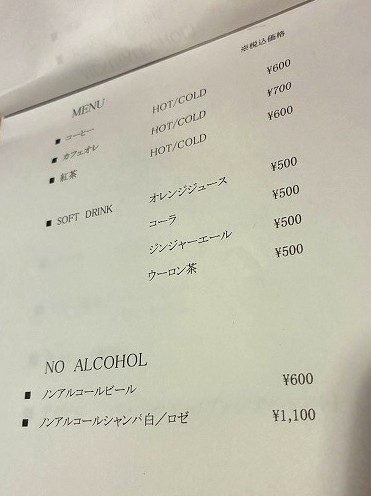 ※税込価格
MENU
■ コーヒー HOT/COLD ¥600
■ カフェオレ HOT/COLD ¥700
■ 紅茶 HOT/COLD ¥600
■ SOFT DRINK オレンジジュース ¥500
コーラ ¥500
ジンジャーエール ¥500
ウーロン茶 ¥500
NO ALCOHOL
■ ノンアルコールビール ¥600
■ ノンアルコールシャンパ白／ロゼ ¥1,100